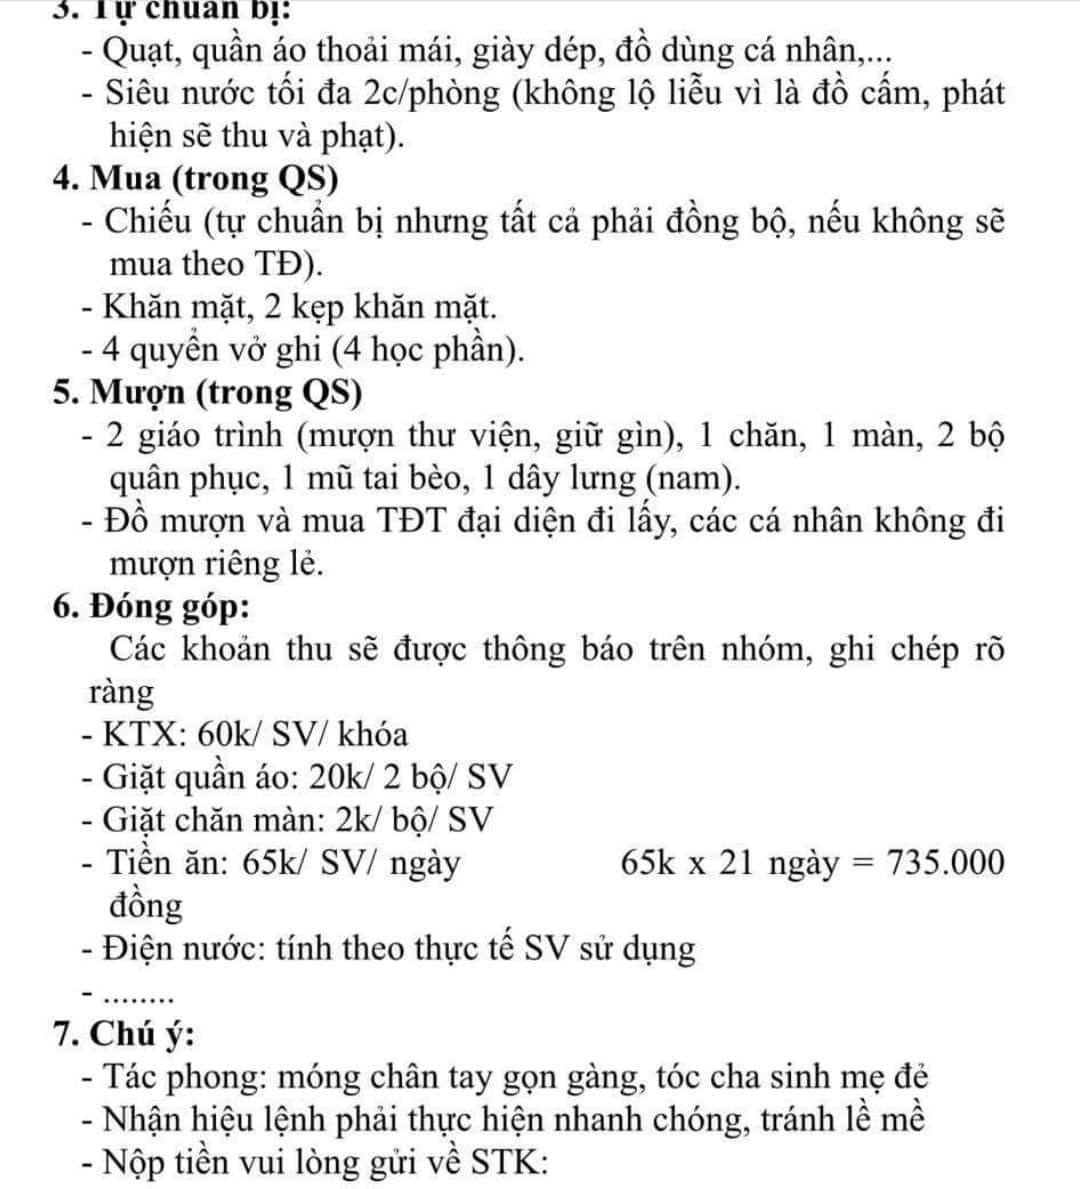 3. Tự chuẩn bị:
- Quạt, quần áo thoải mái, giày dép, đồ dùng cá nhân,...
- Siêu nước tối đa 2c/phòng (không lộ liễu vì là đồ cấm, phát
hiện sẽ thu và phạt).
4. Mua (trong QS)
- Chiếu (tự chuẩn bị nhưng tất cả phải đồng bộ, nếu không sẽ
mua theo TĐ).
- Khăn mặt, 2 kẹp khăn mặt.
- 4 quyển vở ghi (4 học phần).
5. Mượn (trong QS)
- 2 giáo trình (mượn thư viện, giữ gìn), 1 chăn, 1 màn, 2 bộ
quân phục, 1 mũ tai bèo, 1 dây lưng (nam).
- Đồ mượn và mua TĐT đại diện đi lấy, các cá nhân không đi
mượn riêng lẻ.
6. Đóng góp:
Các khoản thu sẽ được thông báo trên nhóm, ghi chép rõ
ràng
- KTX: 60k/ SV/ khóa
- Giặt quần áo: 20k/ 2 bộ/ SV
- Giặt chăn màn: 2k/ bộ/ SV
- Tiền ăn: 65k/ SV/ ngày 65k x 21 ngày = 735.000
đồng
- Điện nước: tính theo thực tế SV sử dụng
- ........
7. Chú ý:
- Tác phong: móng chân tay gọn gàng, tóc cha sinh mẹ đẻ
- Nhận hiệu lệnh phải thực hiện nhanh chóng, tránh lề mề
- Nộp tiền vui lòng gửi về STK: